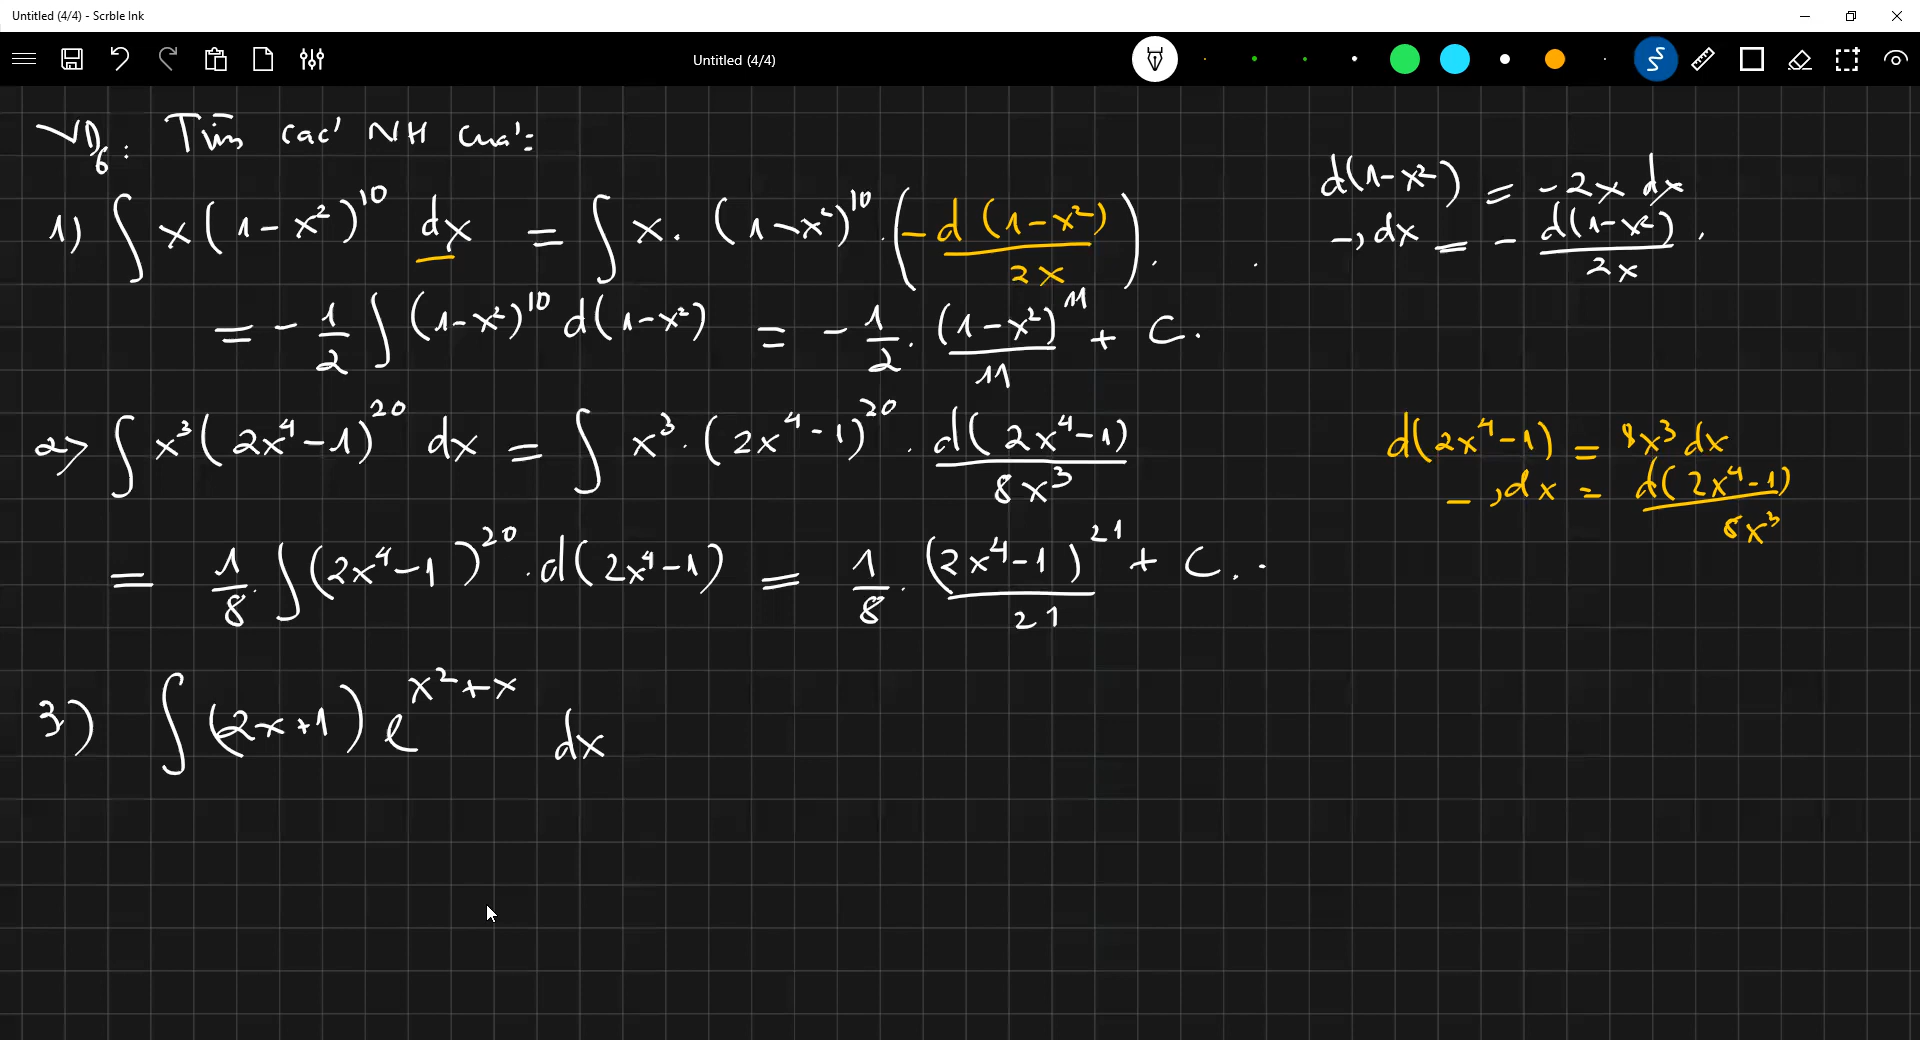 Untitled (4/4) - Scrble Ink
Untitled (4/4)
VD6: Tìm các NH của:
1) ∫ x(1-x²)¹⁰ dx = ∫ x.(1-x²)¹⁰.(-d(1-x²)/2x).
d(1-x²) = -2x dx
→ dx = - d(1-x²)/2x .
= - 1/2 ∫ (1-x²)¹⁰ d(1-x²) = - 1/2 . (1-x²)¹¹/11 + C.
2> ∫ x³(2x⁴-1)²⁰ dx = ∫ x³.(2x⁴-1)²⁰ . d(2x⁴-1)/8x³
d(2x⁴-1) = 8x³ dx
→ dx = d(2x⁴-1)/8x³
= 1/8 . ∫ (2x⁴-1)²⁰ . d(2x⁴-1) = 1/8 . (2x⁴-1)²¹/21 + C.
3) ∫ (2x+1) e^(x²+x) dx